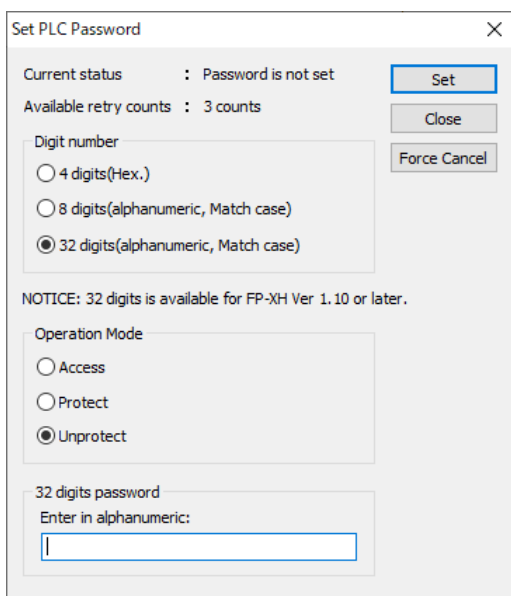 Set PLC Password
Current status : Password is not set
Available retry counts : 3 counts
Set
Close
Force Cancel
Digit number
4 digits(Hex.)
8 digits(alphanumeric, Match case)
32 digits(alphanumeric, Match case)
NOTICE: 32 digits is available for FP-XH Ver 1.10 or later.
Operation Mode
Access
Protect
Unprotect
32 digits password
Enter in alphanumeric: